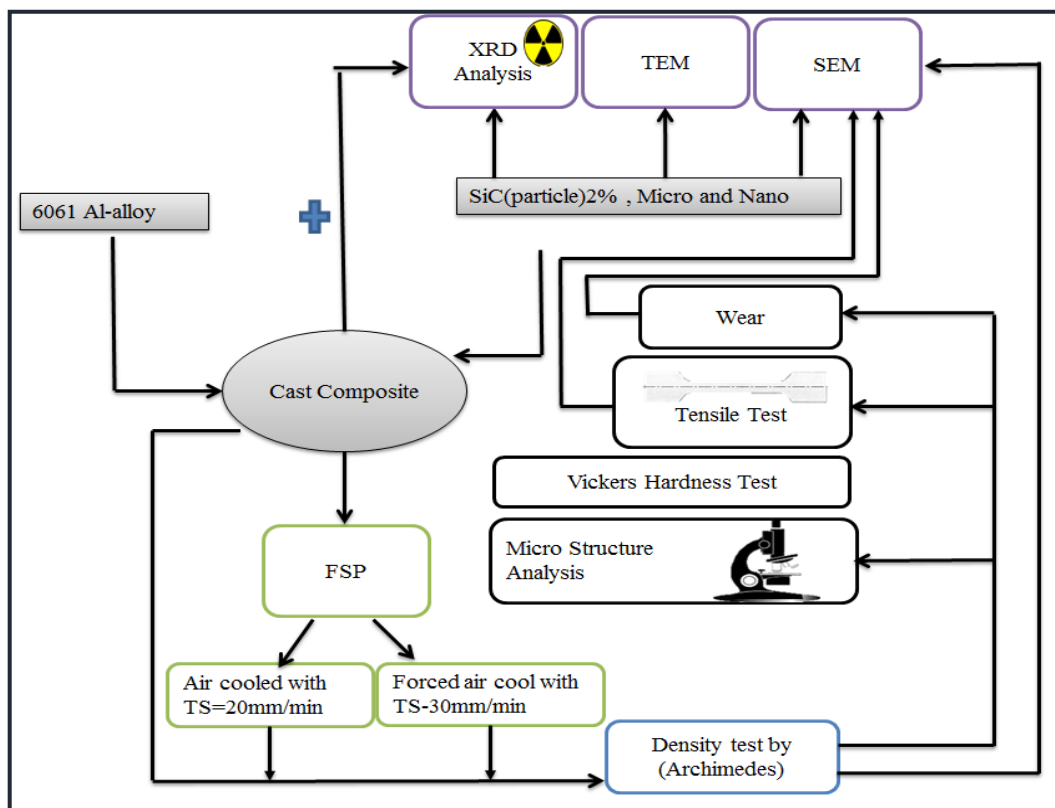 XRD
Analysis
TEM
SEM
6061 Al-alloy
SiC(particle)2% , Micro and Nano
Wear
Cast Composite
Tensile Test
Vickers Hardness Test
Micro Structure
Analysis
FSP
Air cooled with
TS=20mm/min
Forced air cool with
TS-30mm/min
Density test by
(Archimedes)